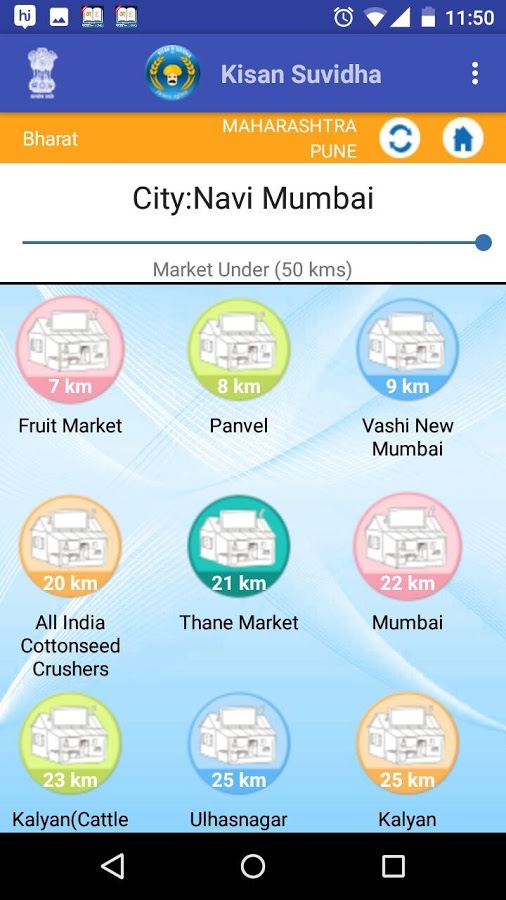 hj
11:50
Kisan Suvidha
Bharat
MAHARASHTRA
PUNE
City:Navi Mumbai
Market Under (50 kms)
7 km
8 km
9 km
Fruit Market
Panvel
Vashi New
Mumbai
20 km
21 km
22 km
All India
Cottonseed
Crushers
Thane Market
Mumbai
23 km
25 km
25 km
Kalyan(Cattle
Ulhasnagar
Kalyan